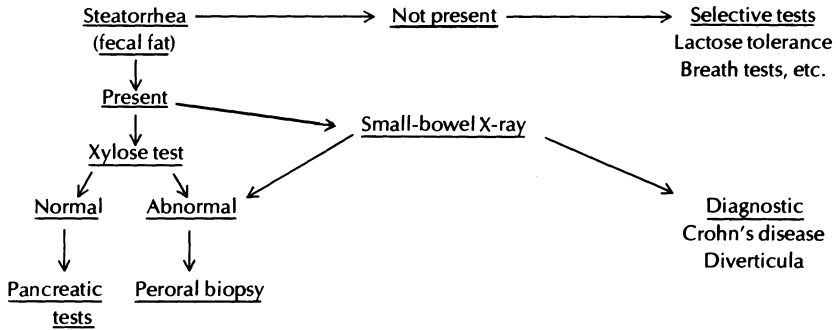 Steatorrhea
(fecal fat)
Not present
Selective tests
Lactose tolerance
Breath tests, etc.
Present
Small-bowel X-ray
Xylose test
Normal
Abnormal
Diagnostic
Crohn's disease
Diverticula
Pancreatic
tests
Peroral biopsy